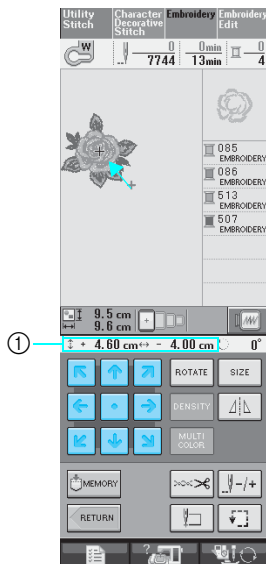 Utility Stitch Character Decorative Stitch Embroidery Embroidery Edit
W 0 7744 0min 13min 0 4
085 EMBROIDERY
086 EMBROIDERY
513 EMBROIDERY
507 EMBROIDERY
9.5 cm
9.6 cm
① + 4.60 cm ↔ - 4.00 cm 0°
ROTATE SIZE
DENSITY
MULTI COLOR
MEMORY -/+
RETURN